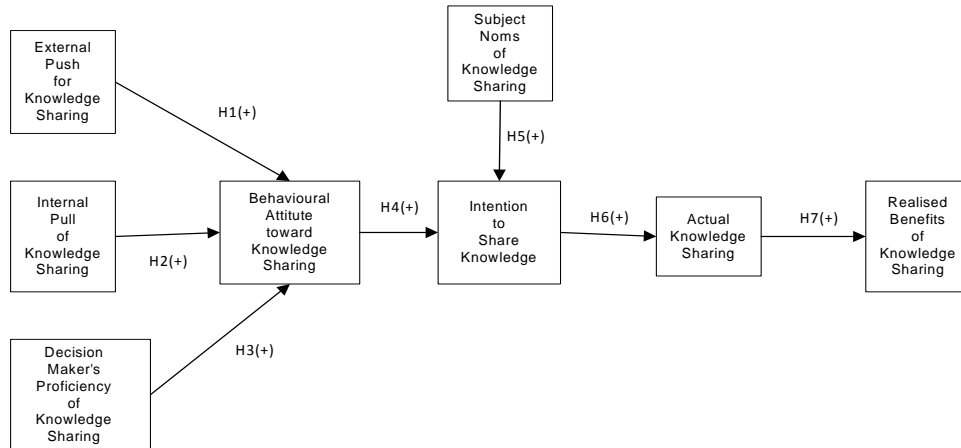 External
Push
for
Knowledge
Sharing
H1(+)
Subject
Noms
of
Knowledge
Sharing
H5(+)
Internal
Pull
of
Knowledge
Sharing
H2(+)
Behavioural
Attitute
toward
Knowledge
Sharing
H4(+)
Intention
to
Share
Knowledge
H6(+)
Actual
Knowledge
Sharing
H7(+)
Realised
Benefits
of
Knowledge
Sharing
Decision
Maker's
Proficiency
of
Knowledge
Sharing
H3(+)